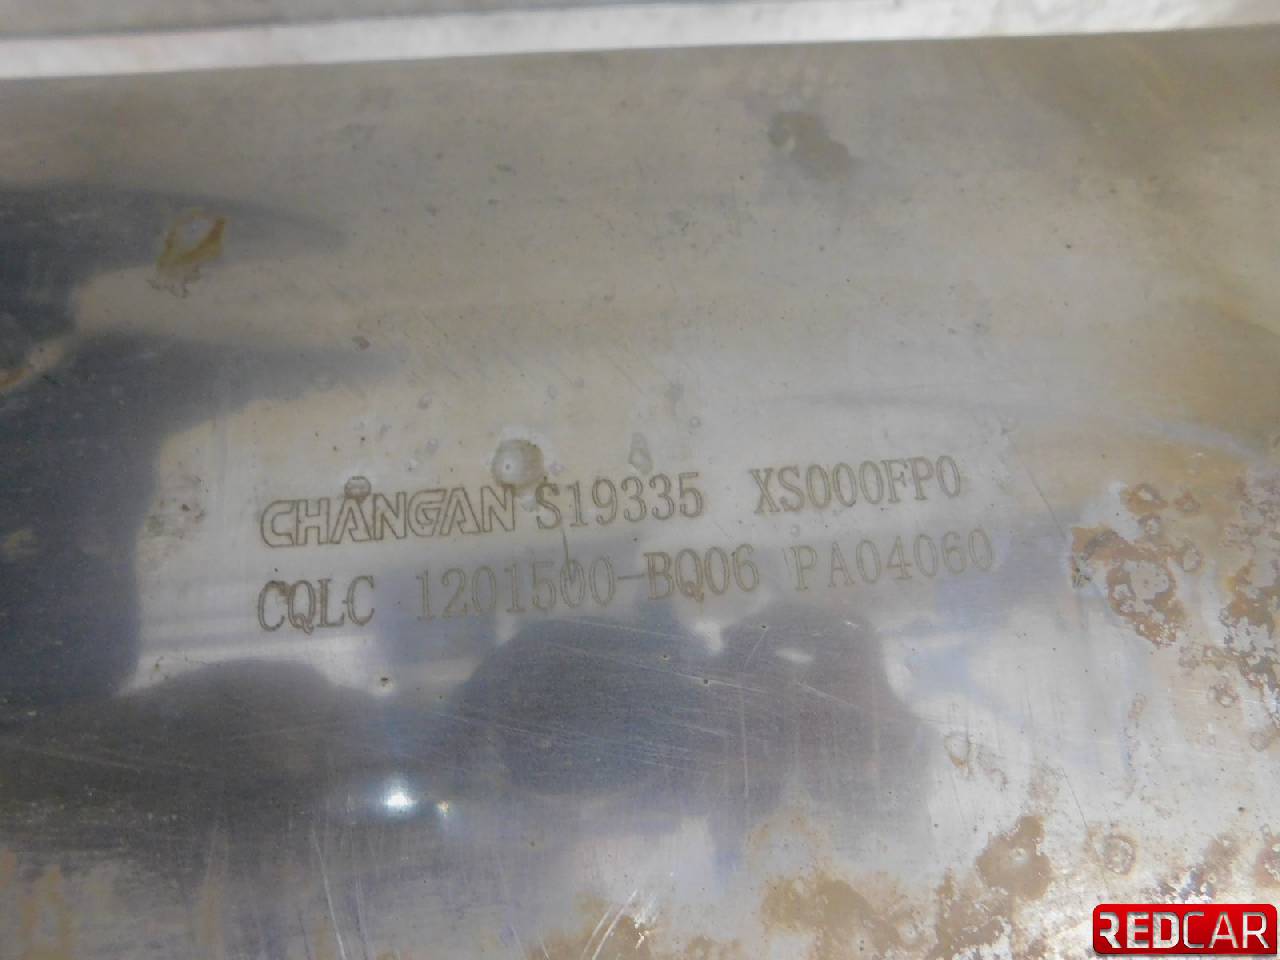 CHANGAN S19335 XS000FP0
CQLC 1201500-BQ06 PA04060
REDCAR